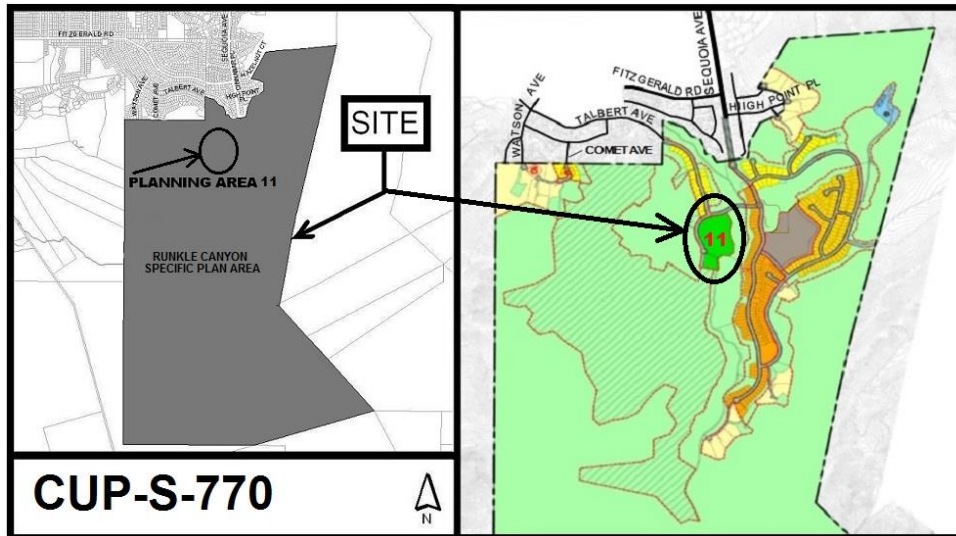 FITZGERALD RD
SEQUOIA AVE
HAZELNUT CT
WATSON AVE
COMET AVE
TALBERT AVE
HIGH POINT
PL
PLANNING AREA 11
RUNKLE CANYON
SPECIFIC PLAN AREA
SITE
CUP-S-770
N
WATSON AVE
TALBERT AVE
FITZGERALD RD
SEQUOIA AVE
HIGH POINT PL
COMET AVE
11